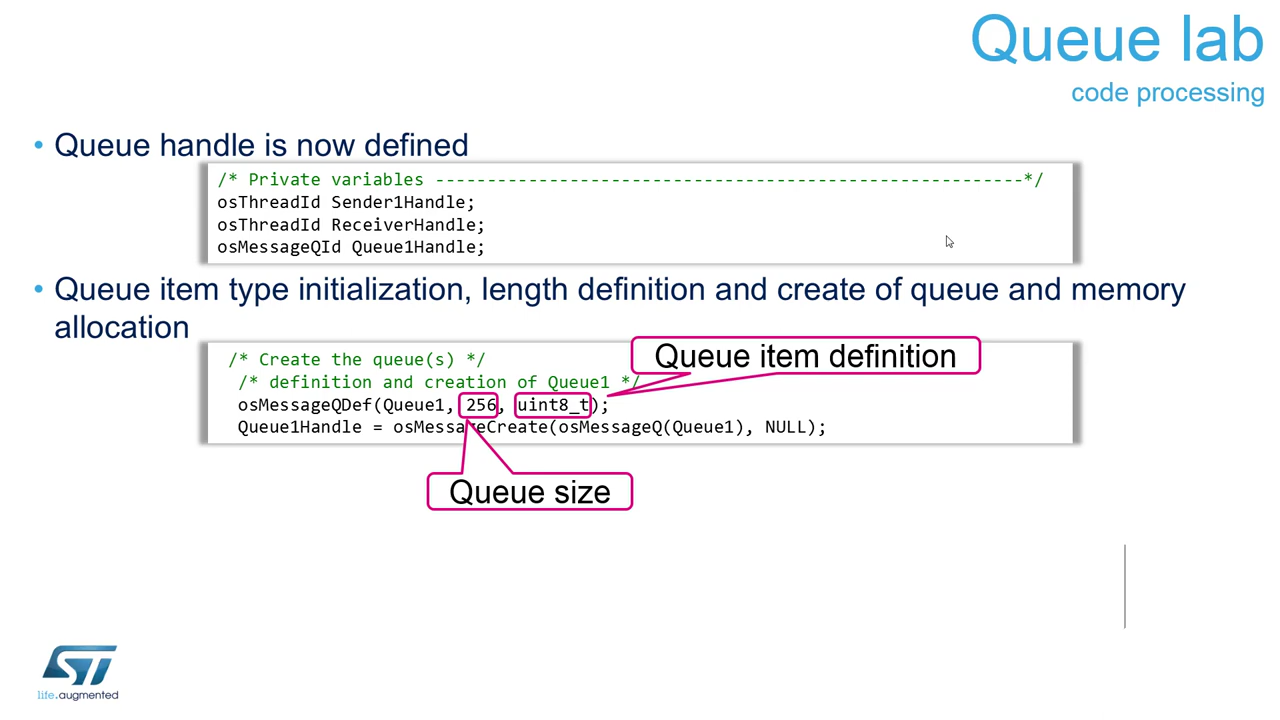 Queue lab
code processing
• Queue handle is now defined
/* Private variables ---------------------------------------------------------*/
osThreadId Sender1Handle;
osThreadId ReceiverHandle;
osMessageQId Queue1Handle;
• Queue item type initialization, length definition and create of queue and memory
allocation
Queue item definition
/* Create the queue(s) */
/* definition and creation of Queue1 */
osMessageQDef(Queue1, 256, uint8_t);
Queue1Handle = osMessageCreate(osMessageQ(Queue1), NULL);
Queue size
ST
life.augmented